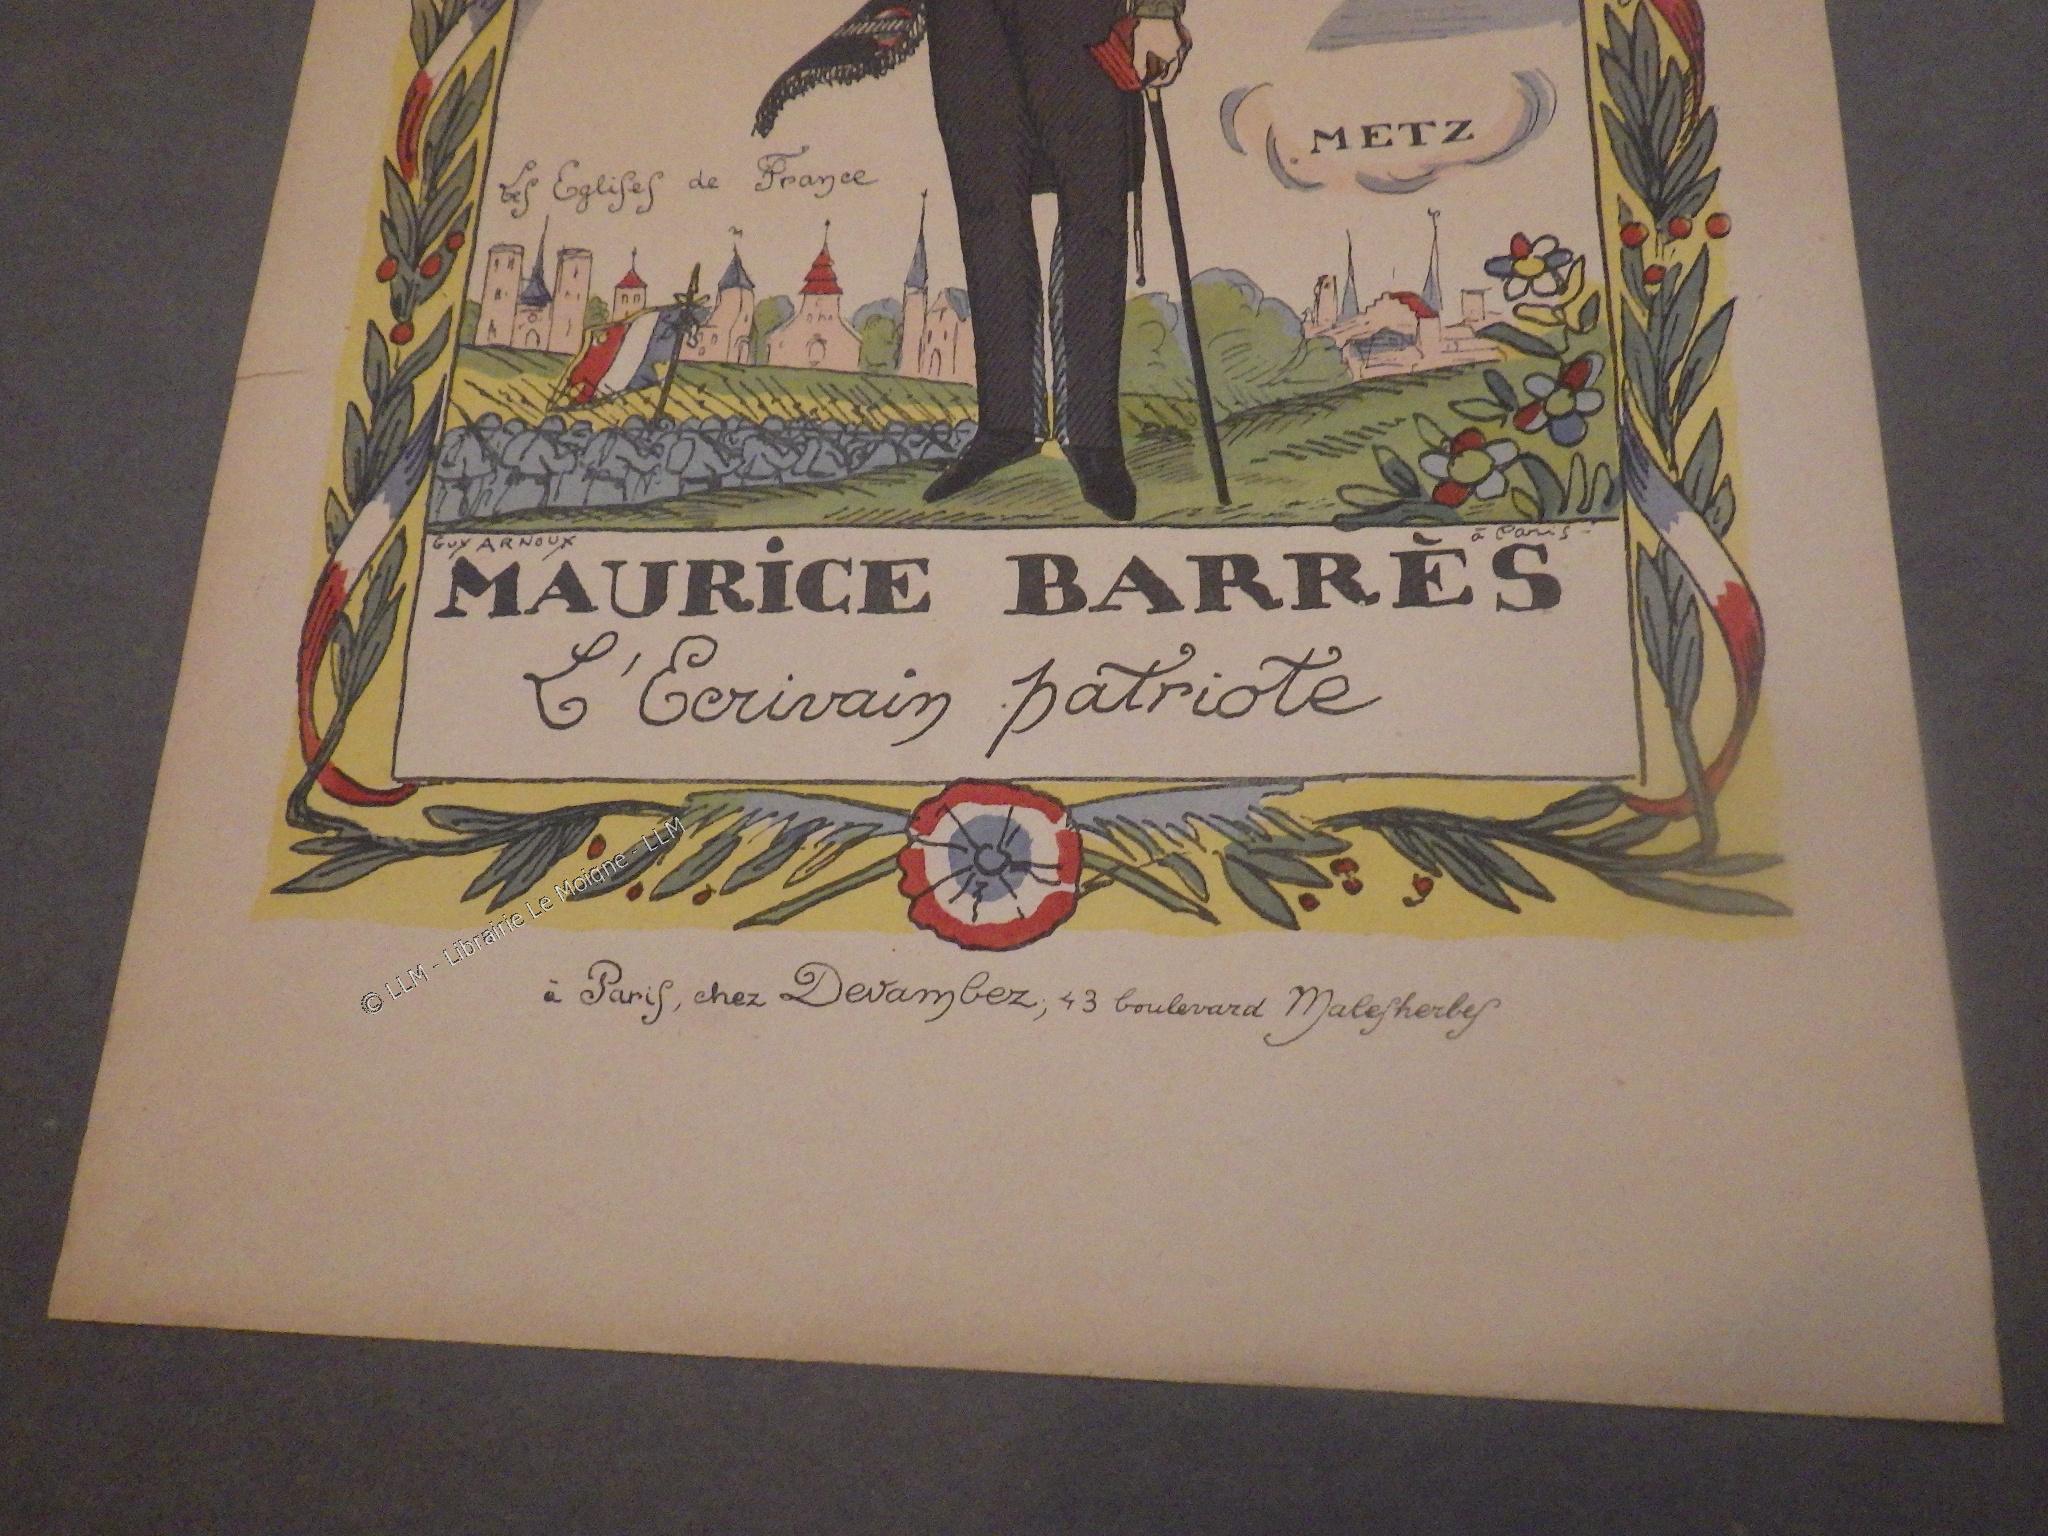 METZ
Les Eglises de France
GUY ARNOUX
à Paris
MAURICE BARRÈS
L'Ecrivain patriote
© LLM - Librairie Le Moigne - LLM
à Paris, chez Devambez, 43 boulevard Malesherbes